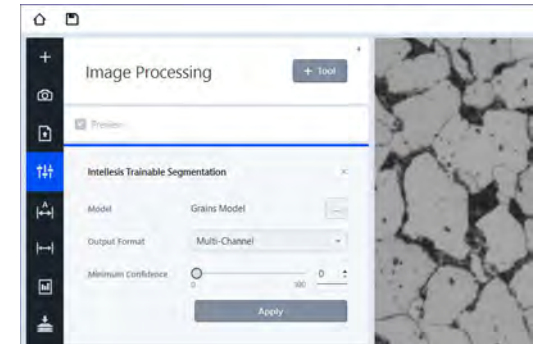 Image Processing
+ Tool
Preview
Intellesis Trainable Segmentation
Model
Grains Model
...
Output Format
Multi-Channel
Minimum Confidence
0
0
100
Apply
A